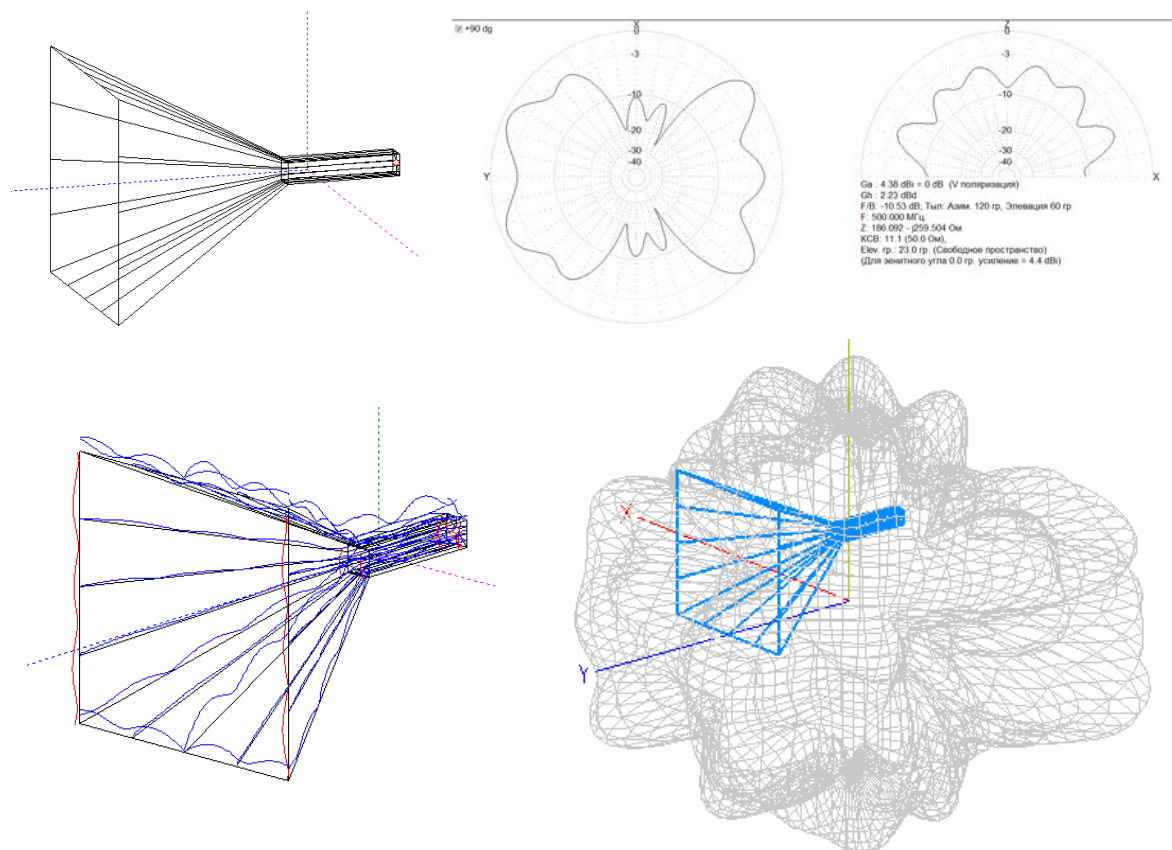 +90 dg
X
0
-3
-10
-20
-30
-40
Y
Z
0
-3
-10
-20
-30
-40
X
Ga : 4.38 dBi = 0 dB (V поляризация)
Gh : 2.23 dBd
F/B: -10.53 dB; Тыл: Азим. 120 гр, Элевация 60 гр
F: 500.000 МГц
Z: 186.092 - j259.504 Ом
КСВ: 11.1 (50.0 Ом),
Elev. гр.: 23.0 гр. (Свободное пространство)
(Для зенитного угла 0.0 гр. усиление = 4.4 dBi)
X
Y